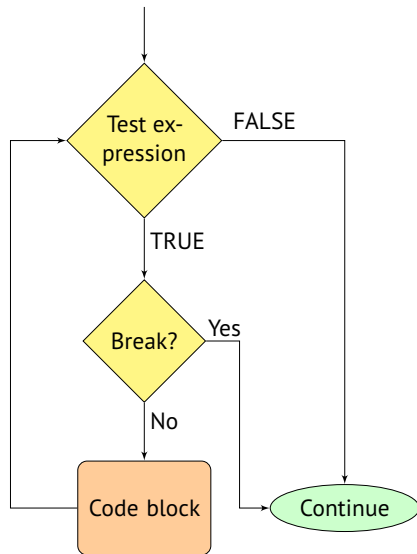 Test ex-
pression
FALSE
TRUE
Break?
Yes
No
Code block
Continue